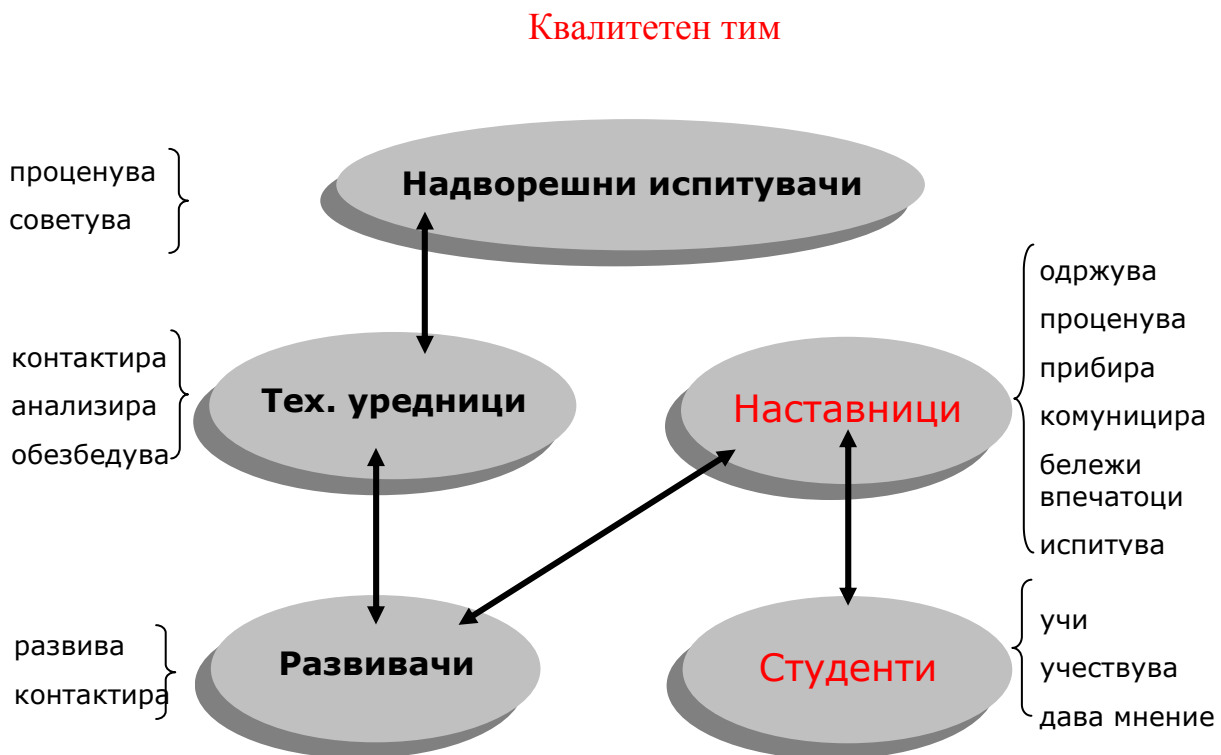 Квалитетен тим
проценува
советува
Надворешни испитувачи
контактира
анализира
обезбедува
Тех. уредници
Наставници
одржува
проценува
прибира
комуницира
бележи
впечатоци
испитува
развива
контактира
Развивачи
Студенти
учи
учествува
дава мнение